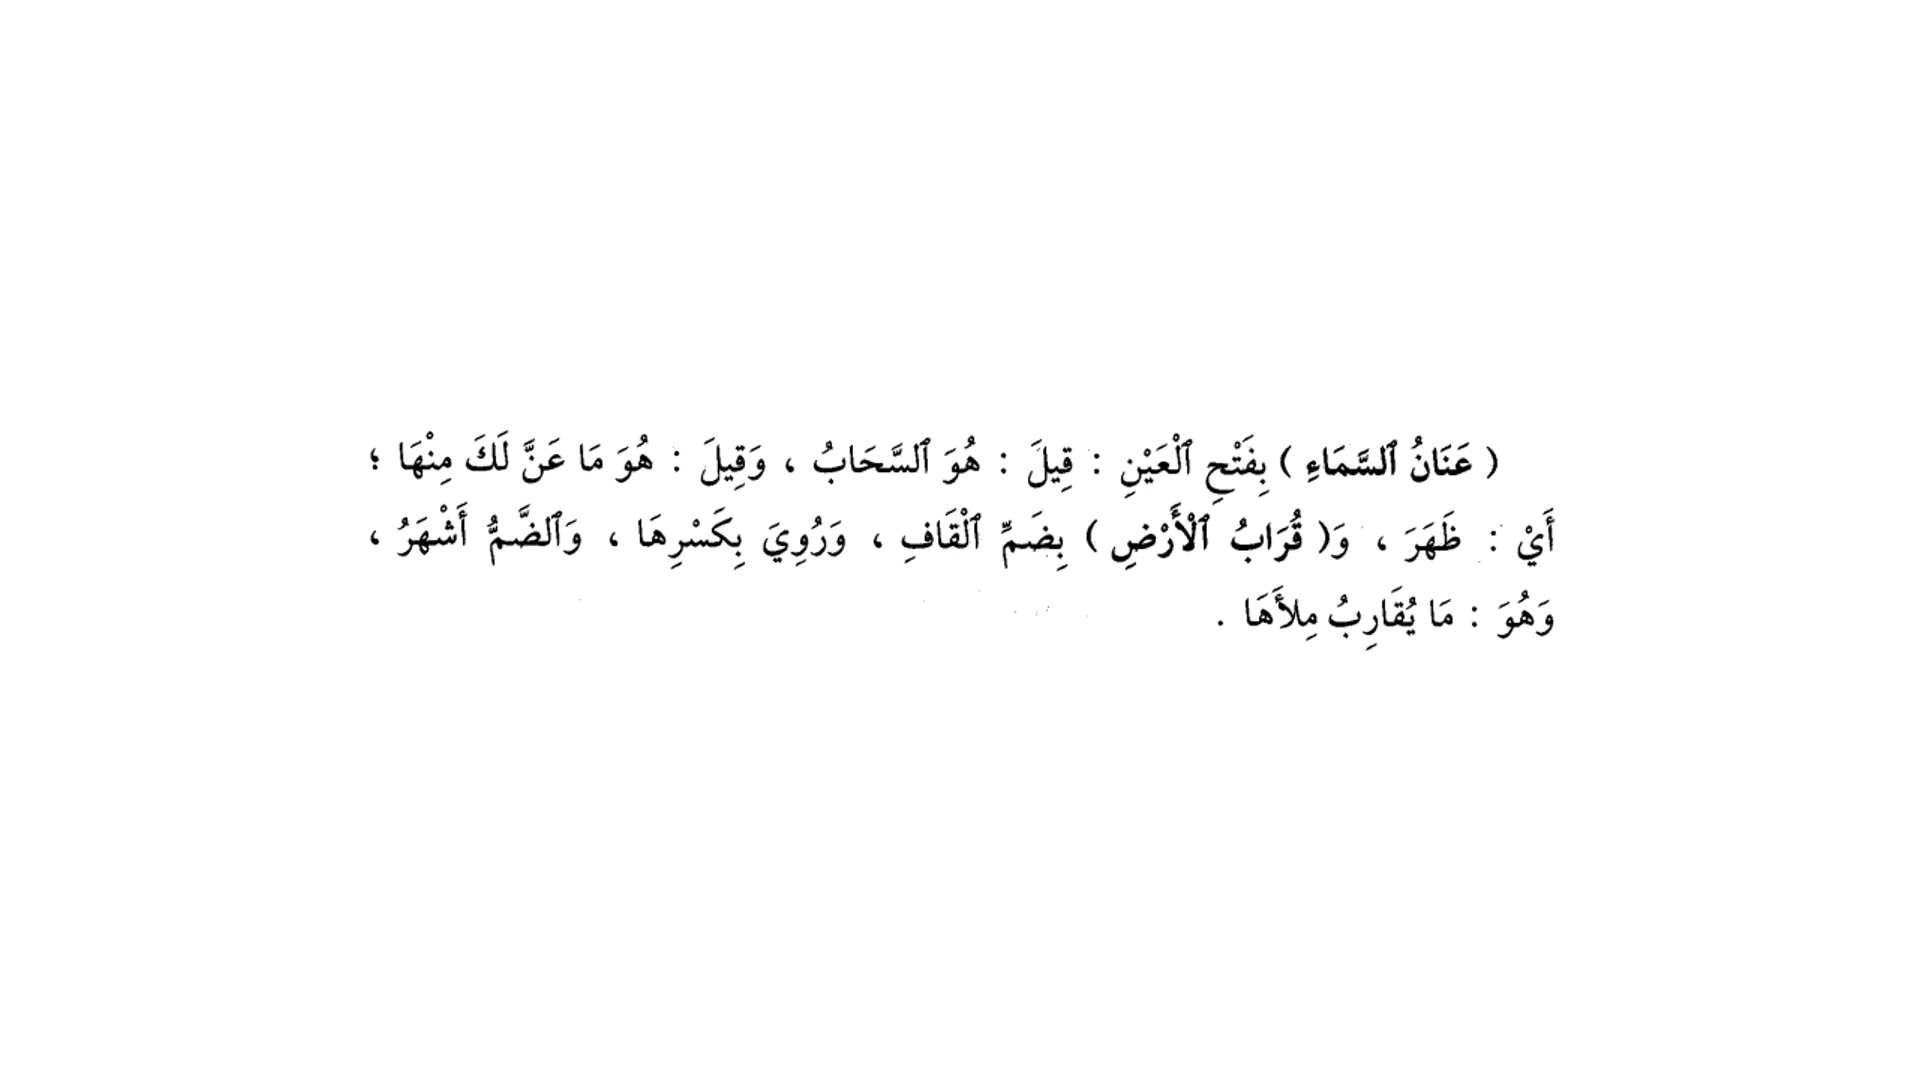 ( عَنَانُ ٱلسَّمَاءِ ) بِفَتْحِ ٱلْعَيْنِ : قِيلَ : هُوَ ٱلسَّحَابُ ، وَقِيلَ : هُوَ مَا عَنَّ لَكَ مِنْهَا ؛
أَيْ : ظَهَرَ ، وَ( قُرَابُ ٱلْأَرْضِ ) بِضَمِّ ٱلْقَافِ ، وَرُوِيَ بِكَسْرِهَا ، وَٱلضَّمُّ أَشْهَرُ ،
وَهُوَ : مَا يُقَارِبُ مِلأَهَا .